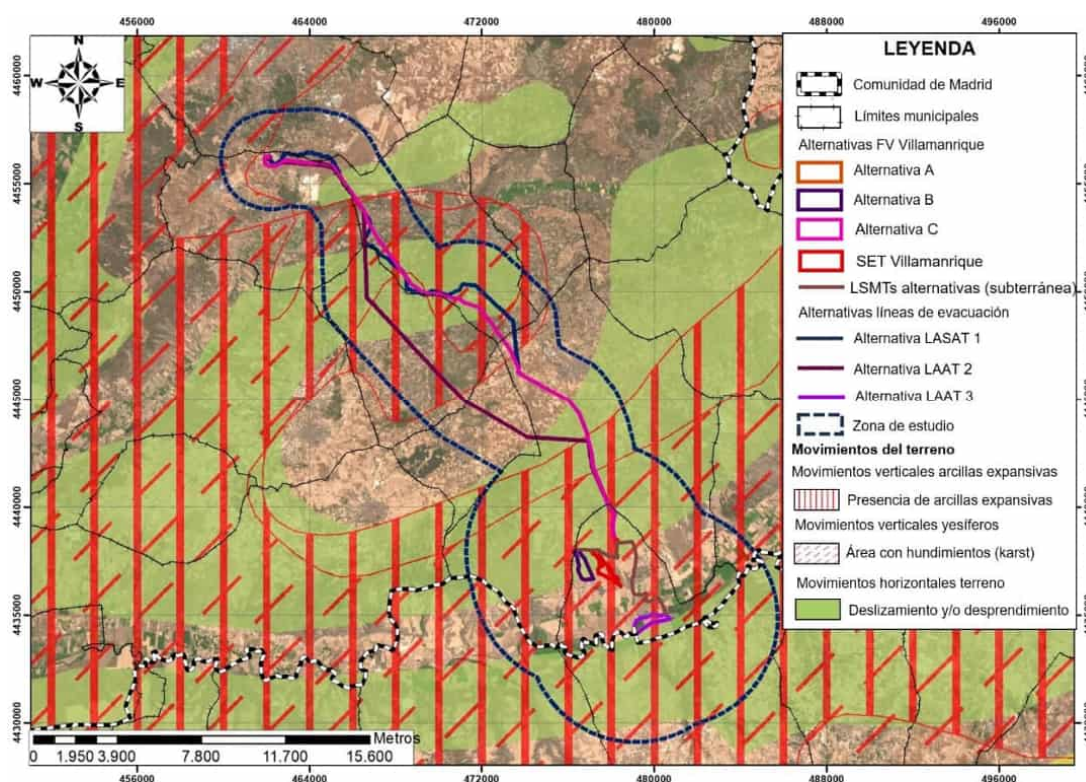 456000 464000 472000 480000 488000 496000
N
W E
S
4460000
4455000
4450000
4445000
4440000
4435000
4430000
LEYENDA
Comunidad de Madrid
Límites municipales
Alternativas FV Villamanrique
Alternativa A
Alternativa B
Alternativa C
SET Villamanrique
LSMTs alternativas (subterránea)
Alternativas líneas de evacuación
Alternativa LASAT 1
Alternativa LAAT 2
Alternativa LAAT 3
Zona de estudio
Movimientos del terreno
Movimientos verticales arcillas expansivas
Presencia de arcillas expansivas
Movimientos verticales yesíferos
Área con hundimientos (karst)
Movimientos horizontales terreno
Deslizamiento y/o desprendimiento
4430000
Metros
0 1.950 3.900 7.800 11.700 15.600
456000 464000 472000 480000 488000 496000